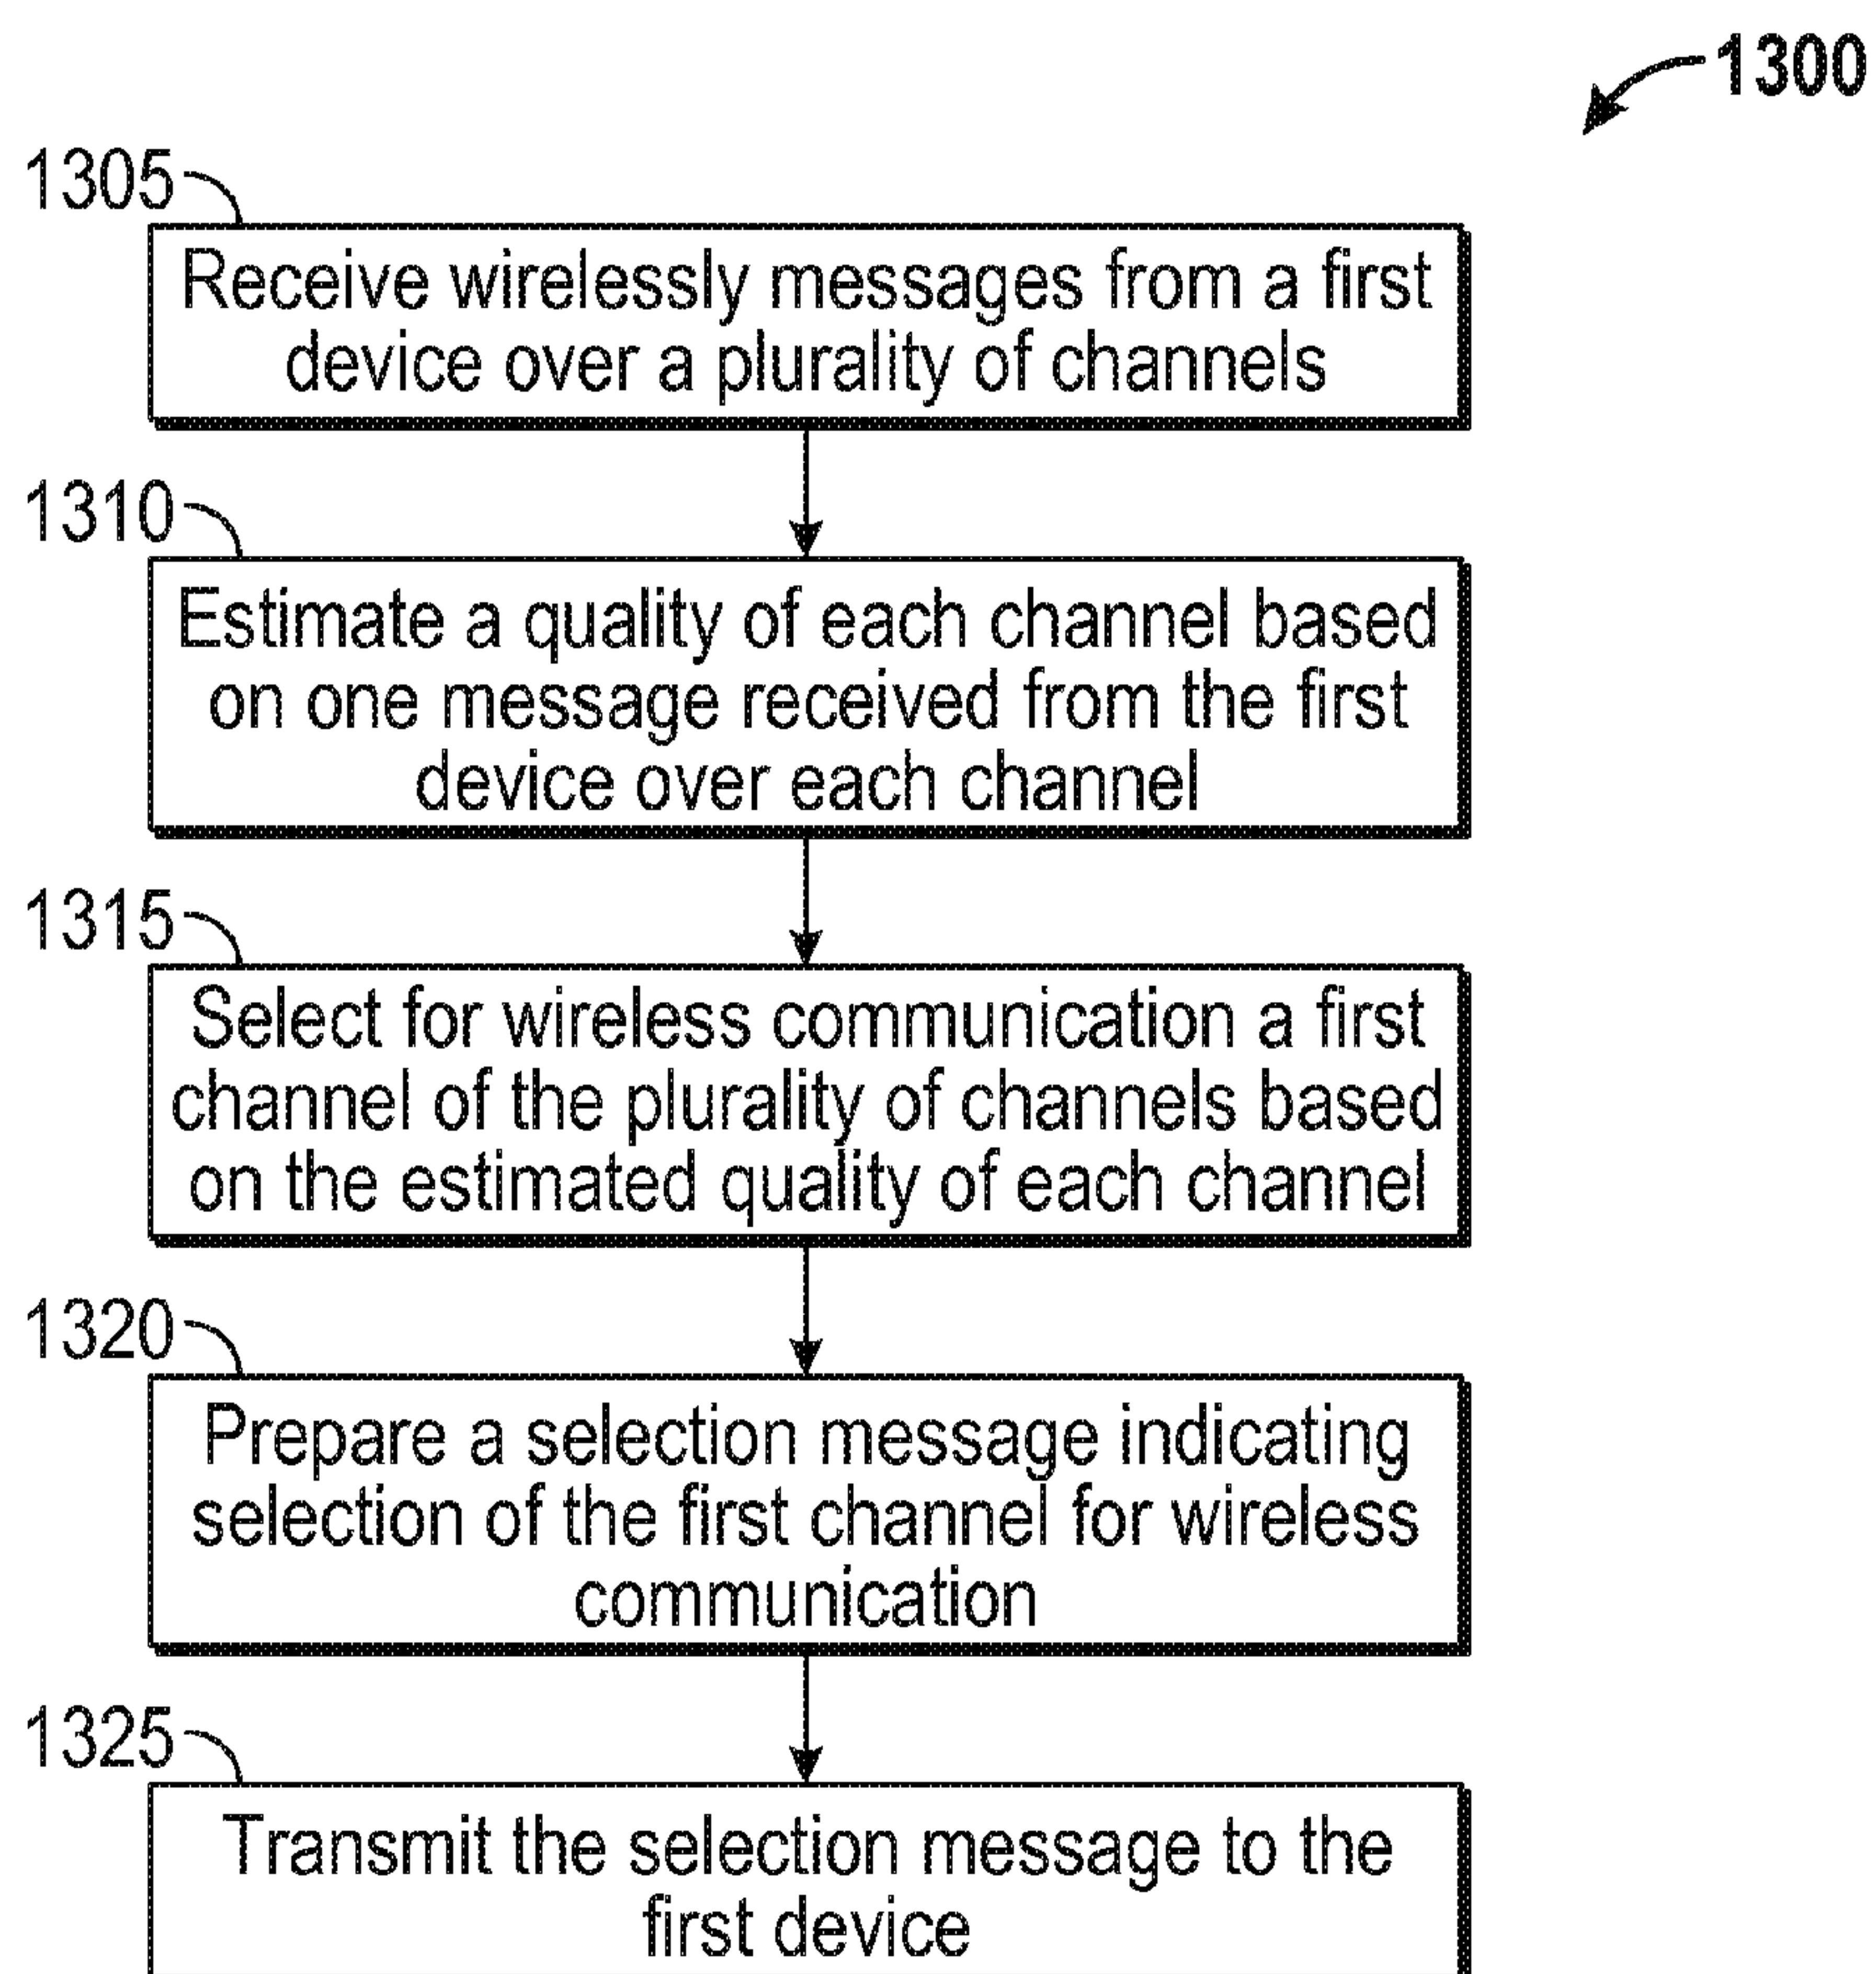 1300
1305
Receive wirelessly messages from a first
device over a plurality of channels
1310
Estimate a quality of each channel based
on one message received from the first
device over each channel
1315
Select for wireless communication a first
channel of the plurality of channels based
on the estimated quality of each channel
1320
Prepare a selection message indicating
selection of the first channel for wireless
communication
1325
Transmit the selection message to the
first device